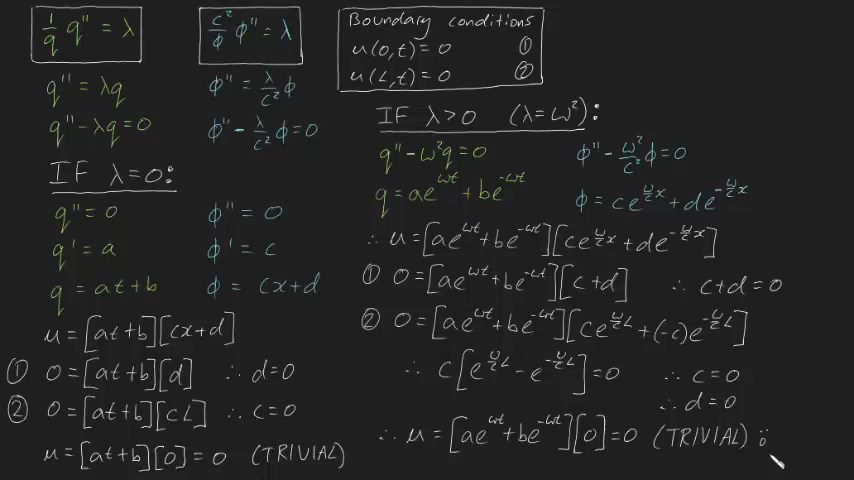 1/q q'' = λ
c²/ϕ ϕ'' = λ
q'' = λq
ϕ'' = λ/c² ϕ
q'' - λq = 0
ϕ'' - λ/c² ϕ = 0
IF λ=0:
q'' = 0
ϕ'' = 0
q' = a
ϕ' = c
q = at + b
ϕ = cx + d
u = [at+b][cx+d]
① 0 = [at+b][d] ∴ d=0
② 0 = [at+b][cL] ∴ c=0
u = [at+b][0] = 0 (TRIVIAL)
Boundary conditions
u(0,t) = 0 ①
u(L,t) = 0 ②
IF λ>0 (λ=ω²):
q'' - ω²q = 0
ϕ'' - ω²/c² ϕ = 0
q = ae^{ωt} + be^{-ωt}
ϕ = ce^{ω/c x} + de^{-ω/c x}
∴ u = [ae^{ωt} + be^{-ωt}][ce^{ω/c x} + de^{-ω/c x}]
① 0 = [ae^{ωt} + be^{-ωt}][c+d] ∴ c+d = 0
② 0 = [ae^{ωt} + be^{-ωt}][ce^{ω/c L} + (-c)e^{-ω/c L}]
∴ c[e^{ω/c L} - e^{-ω/c L}] = 0 ∴ c = 0
∴ d = 0
∴ u = [ae^{ωt} + be^{-ωt}][0] = 0 (TRIVIAL)